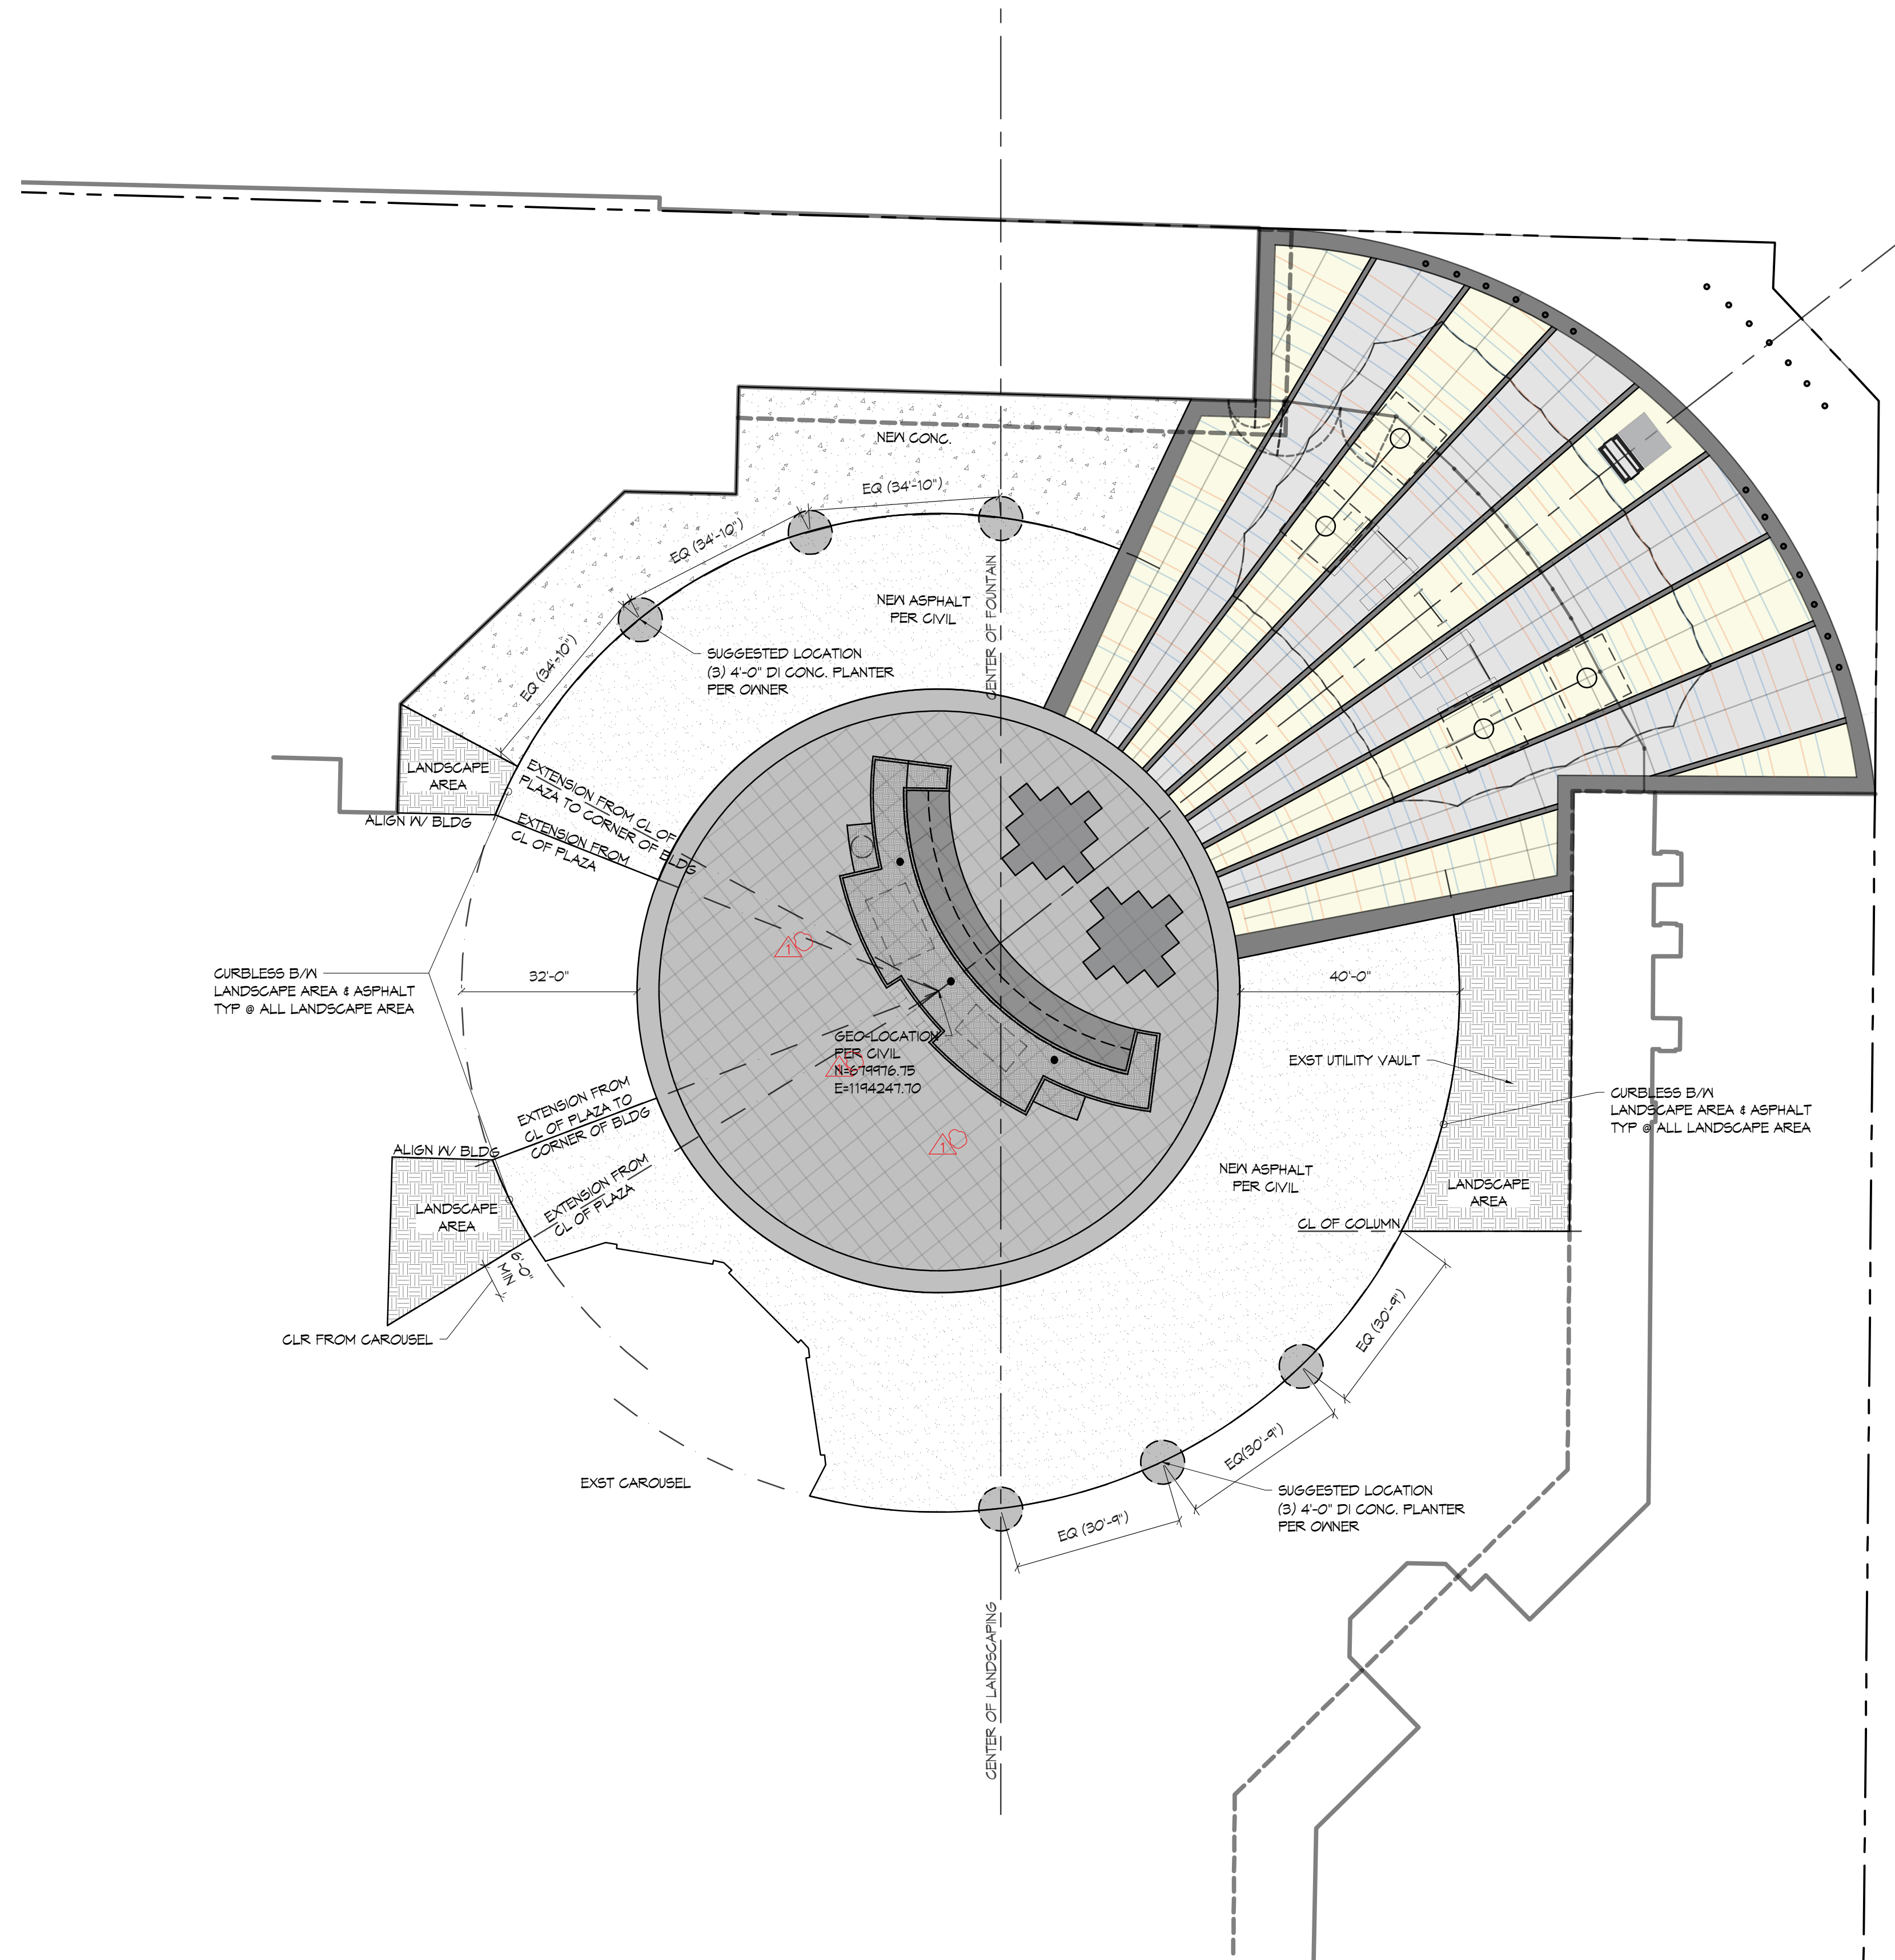 NEW CONC.
EQ (34'-10")
EQ (34'-10")
EQ (34'-10")
CENTER OF FOUNTAIN
NEW ASPHALT
PER CIVIL
SUGGESTED LOCATION
(3) 4'-0" DI CONC. PLANTER
PER OWNER
LANDSCAPE
AREA
ALIGN W/ BLDG
EXTENSION FROM CL OF
PLAZA TO CORNER OF BLDG
EXTENSION FROM
CL OF PLAZA
1
CURBLESS B/W
LANDSCAPE AREA & ASPHALT
TYP @ ALL LANDSCAPE AREA
32'-0"
40'-0"
GEO-LOCATION
PER CIVIL
N=679976.75
E=1194247.70
1
EXST UTILITY VAULT
CURBLESS B/W
LANDSCAPE AREA & ASPHALT
TYP @ ALL LANDSCAPE AREA
EXTENSION FROM
CL OF PLAZA TO
CORNER OF BLDG
1
ALIGN W/ BLDG
NEW ASPHALT
PER CIVIL
EXTENSION FROM
CL OF PLAZA
LANDSCAPE
AREA
LANDSCAPE
AREA
CL OF COLUMN
6'-0"
MIN
CLR FROM CAROUSEL
EQ (30'-9")
EQ(30'-9")
EQ (30'-9")
EXST CAROUSEL
SUGGESTED LOCATION
(3) 4'-0" DI CONC. PLANTER
PER OWNER
CENTER OF LANDSCAPING